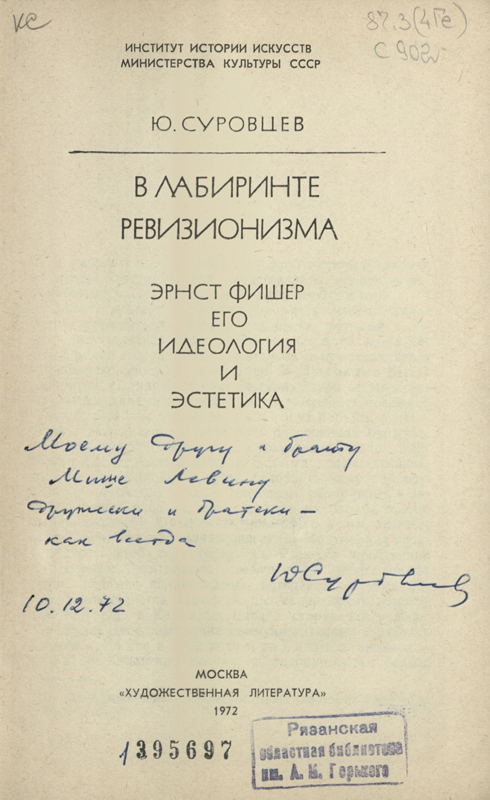 кс
87.3(4Ге)
С 902
ИНСТИТУТ ИСТОРИИ ИСКУССТВ
МИНИСТЕРСТВА КУЛЬТУРЫ СССР
Ю. СУРОВЦЕВ
В ЛАБИРИНТЕ
РЕВИЗИОНИЗМА
ЭРНСТ ФИШЕР
ЕГО
ИДЕОЛОГИЯ
И
ЭСТЕТИКА
Моему другу и брату
Мише Левину
дружески и братски —
как всегда
ЮСуровцев
10.12.72
МОСКВА
«ХУДОЖЕСТВЕННАЯ ЛИТЕРАТУРА»
1972
1395697
Рязанская
областная библиотека
им. А. М. Горького